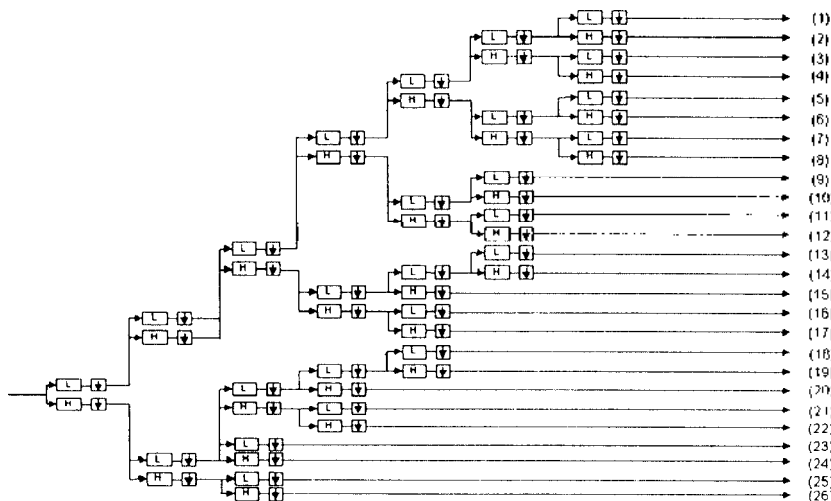 L (1)
L H (2)
H L (3)
H (4)
L
L (5)
H
L H (6)
L H L (7)
H H (8)
L (9)
L H (10)
H L (11)
H (12)
L L (13)
H L H (14)
L H (15)
H L (16)
L
H H (17)
L (18)
L H (19)
L
L H (20)
H
H L (21)
H (22)
L (23)
L H (24)
H L (25)
H (26)